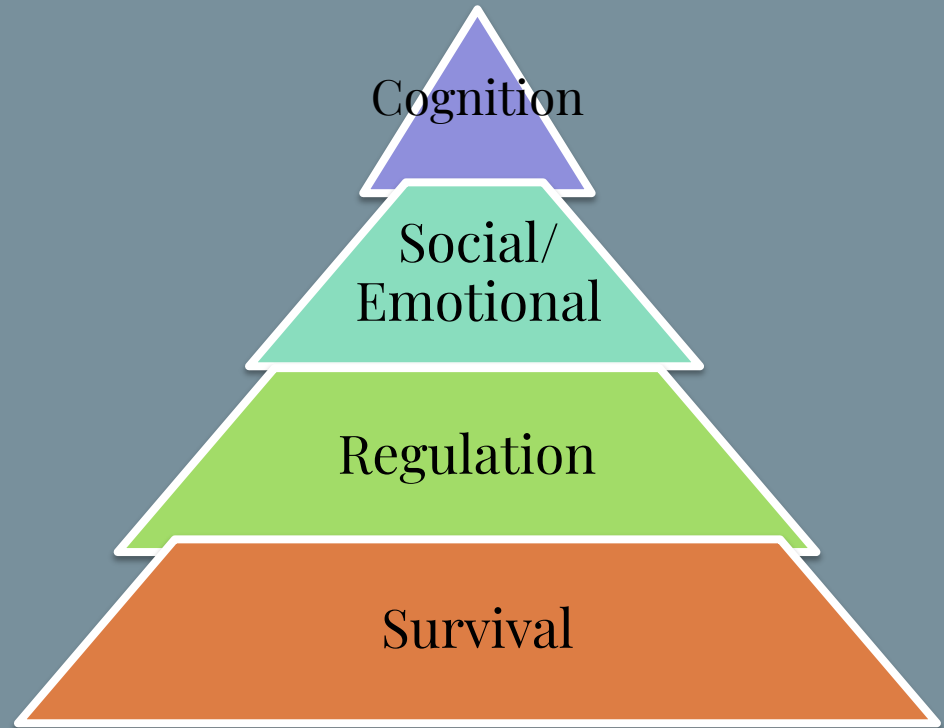 Cognition
Social/
Emotional
Regulation
Survival